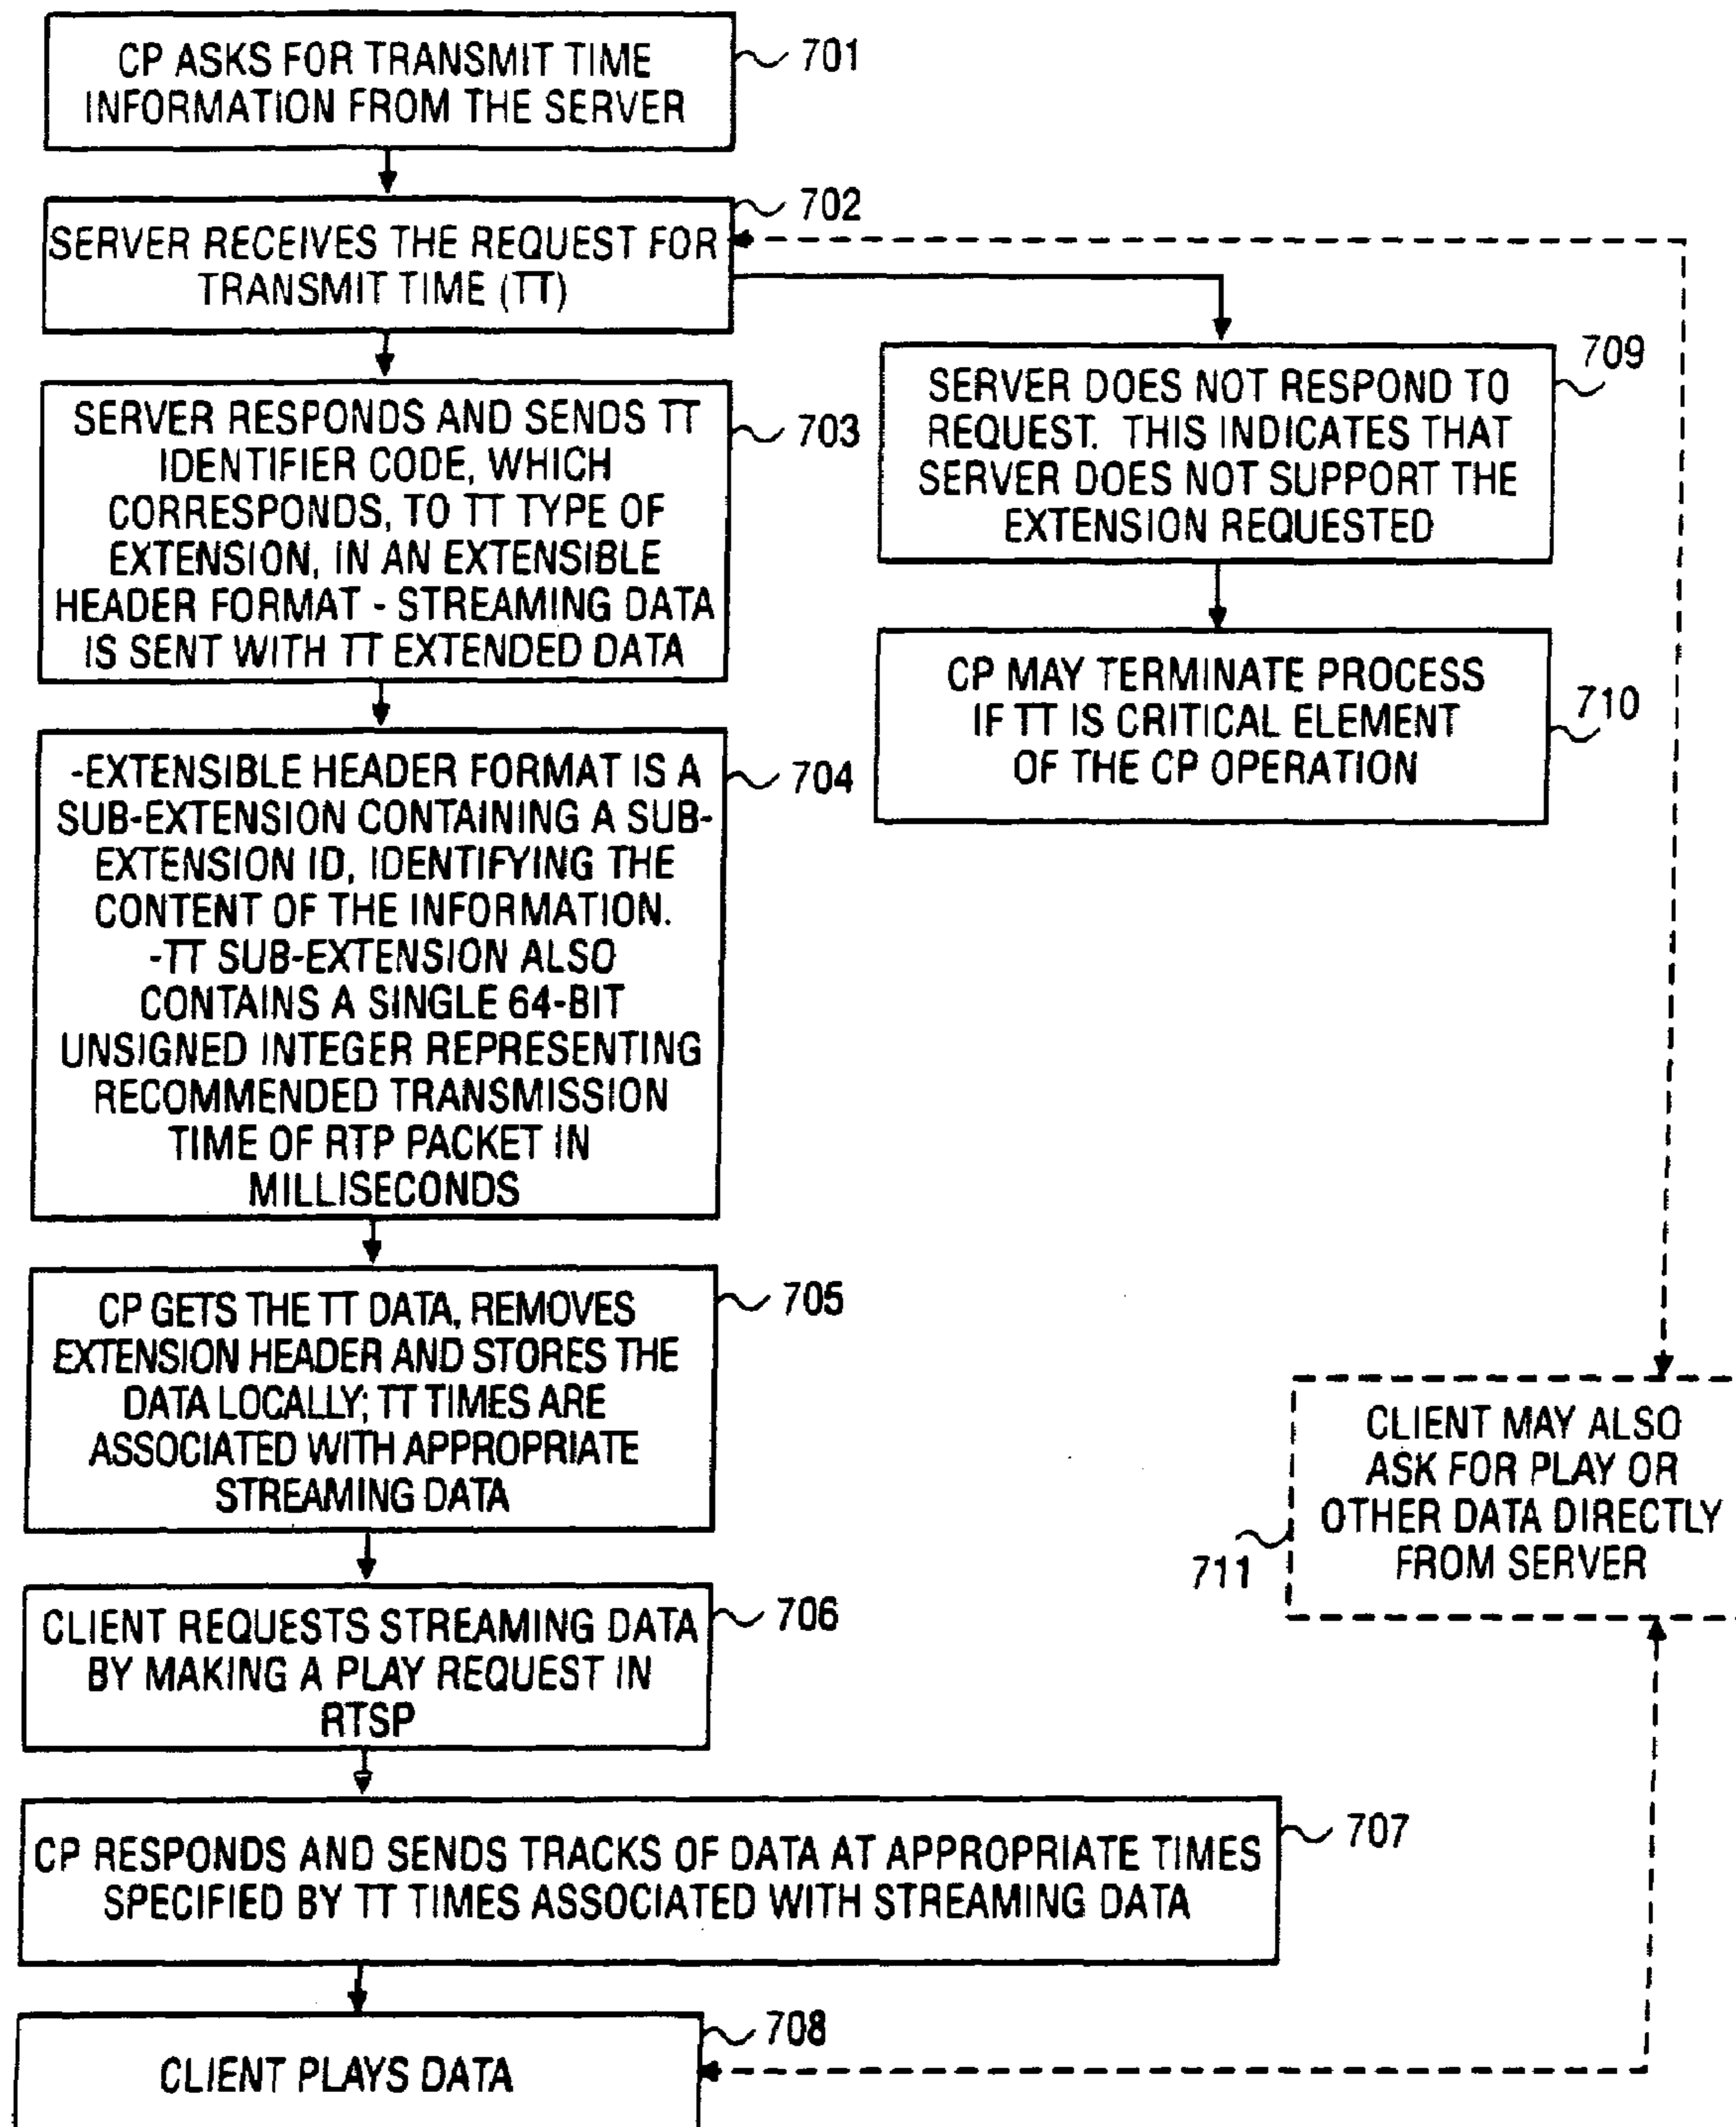 CP ASKS FOR TRANSMIT TIME
INFORMATION FROM THE SERVER
701
SERVER RECEIVES THE REQUEST FOR
TRANSMIT TIME (TT)
702
SERVER RESPONDS AND SENDS TT
IDENTIFIER CODE, WHICH
CORRESPONDS, TO TT TYPE OF
EXTENSION, IN AN EXTENSIBLE
HEADER FORMAT - STREAMING DATA
IS SENT WITH TT EXTENDED DATA
703
SERVER DOES NOT RESPOND TO
REQUEST. THIS INDICATES THAT
SERVER DOES NOT SUPPORT THE
EXTENSION REQUESTED
709
CP MAY TERMINATE PROCESS
IF TT IS CRITICAL ELEMENT
OF THE CP OPERATION
710
-EXTENSIBLE HEADER FORMAT IS A
SUB-EXTENSION CONTAINING A SUB-
EXTENSION ID, IDENTIFYING THE
CONTENT OF THE INFORMATION.
-TT SUB-EXTENSION ALSO
CONTAINS A SINGLE 64-BIT
UNSIGNED INTEGER REPRESENTING
RECOMMENDED TRANSMISSION
TIME OF RTP PACKET IN
MILLISECONDS
704
CP GETS THE TT DATA, REMOVES
EXTENSION HEADER AND STORES THE
DATA LOCALLY; TT TIMES ARE
ASSOCIATED WITH APPROPRIATE
STREAMING DATA
705
CLIENT MAY ALSO
ASK FOR PLAY OR
OTHER DATA DIRECTLY
FROM SERVER
711
CLIENT REQUESTS STREAMING DATA
BY MAKING A PLAY REQUEST IN
RTSP
706
CP RESPONDS AND SENDS TRACKS OF DATA AT APPROPRIATE TIMES
SPECIFIED BY TT TIMES ASSOCIATED WITH STREAMING DATA
707
CLIENT PLAYS DATA
708